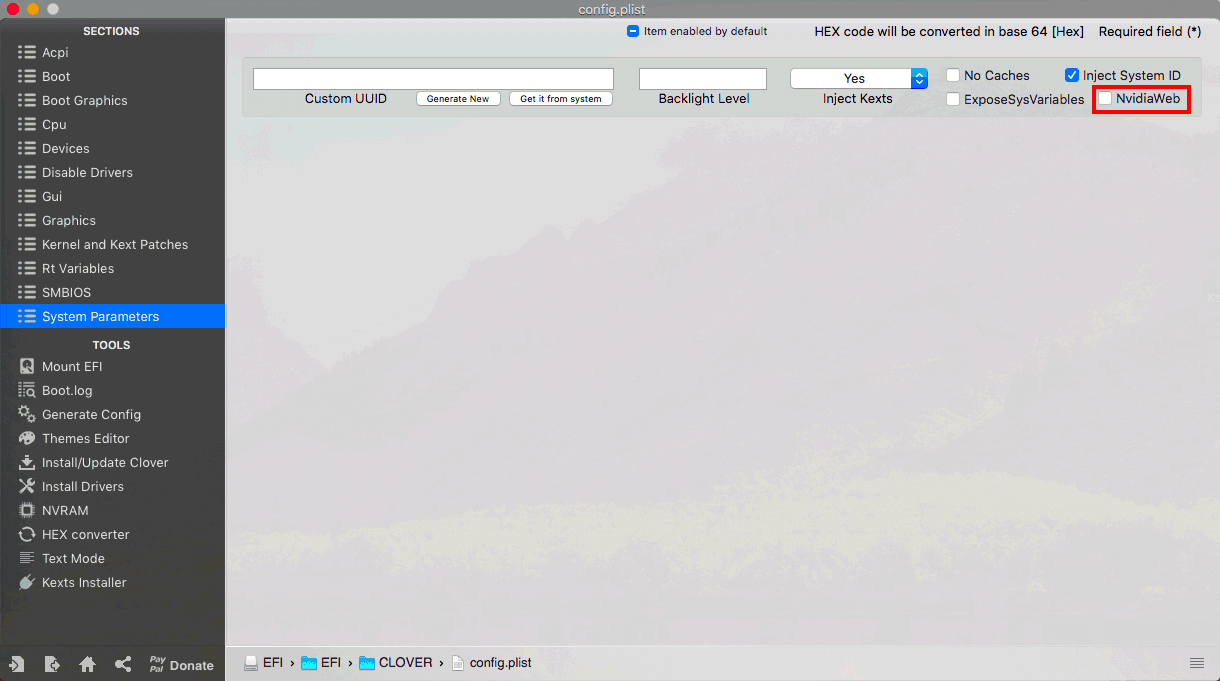 config.plist
SECTIONS
Acpi
Boot
Boot Graphics
Cpu
Devices
Disable Drivers
Gui
Graphics
Kernel and Kext Patches
Rt Variables
SMBIOS
System Parameters
TOOLS
Mount EFI
Boot.log
Generate Config
Themes Editor
Install/Update Clover
Install Drivers
NVRAM
HEX converter
Text Mode
Kexts Installer
Pay
Pal
Donate
Item enabled by default
HEX code will be converted in base 64 [Hex]
Required field (*)
Yes
No Caches
Inject System ID
Custom UUID
Generate New
Get it from system
Backlight Level
Inject Kexts
ExposeSysVariables
NvidiaWeb
EFI › EFI › CLOVER › config.plist